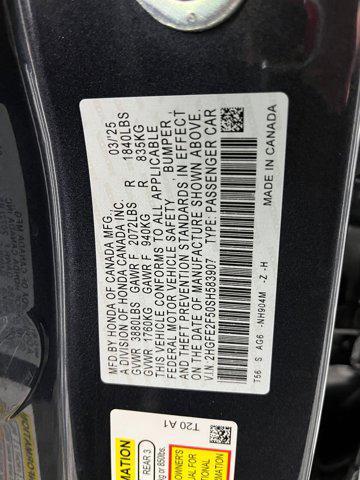 MFD BY HONDA OF CANADA MFG. 03/25
A DIVISION OF HONDA CANADA INC.
GVWR 3880LBS GAWR F 2072LBS R 1840LBS
GVWR 1760KG GAWR F 940KG R 835KG
THIS VEHICLE CONFORMS TO ALL APPLICABLE
FEDERAL MOTOR VEHICLE SAFETY, BUMPER,
AND THEFT PREVENTION STANDARDS IN EFFECT
ON THE DATE OF MANUFACTURE SHOWN ABOVE.
V.I.N 2HGFE2F50SH583907 TYPE: PASSENGER CAR
T56 S AG6 -NH904M -Z -H MADE IN CANADA
T20 A1
REAR 3